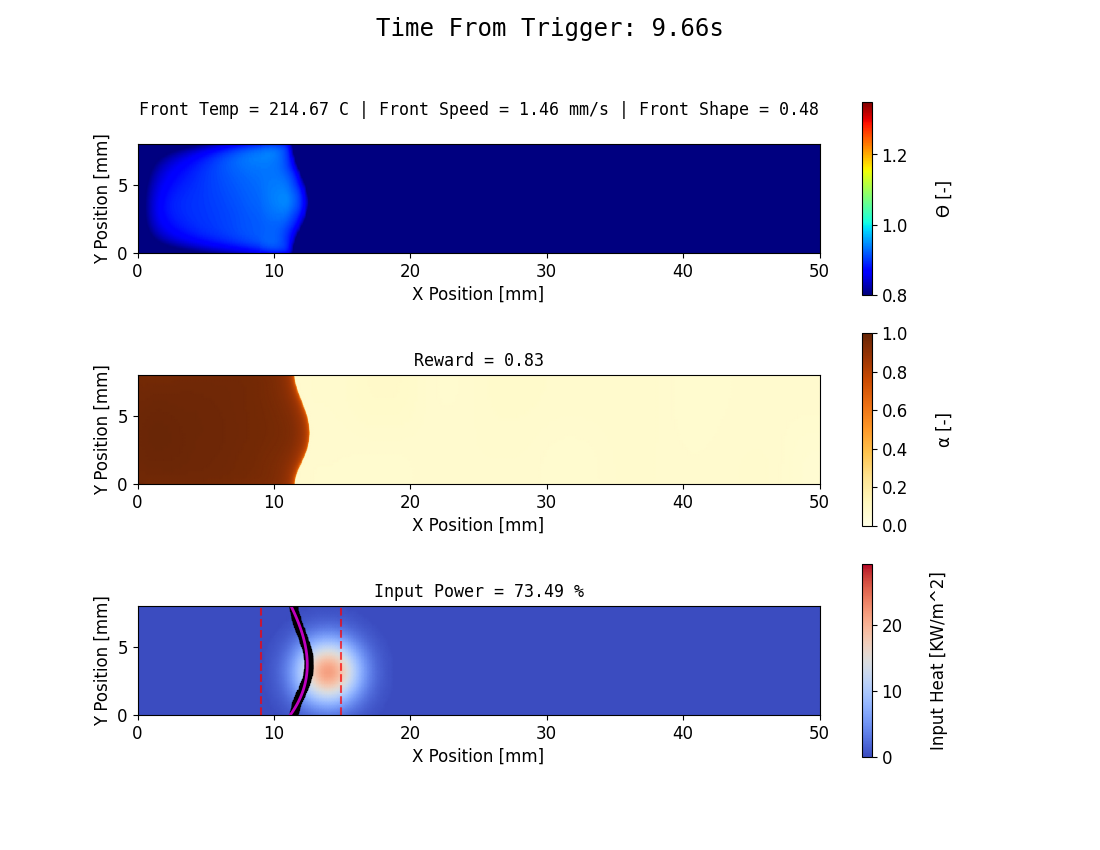 Time From Trigger: 9.66s
Front Temp = 214.67 C | Front Speed = 1.46 mm/s | Front Shape = 0.48
Y Position [mm]
5
0
0 10 20 30 40 50
X Position [mm]
1.2
1.0
0.8
Θ [-]
Reward = 0.83
Y Position [mm]
5
0
0 10 20 30 40 50
X Position [mm]
1.0
0.8
0.6
0.4
0.2
0.0
α [-]
Input Power = 73.49 %
Y Position [mm]
5
0
0 10 20 30 40 50
X Position [mm]
20
10
0
Input Heat [KW/m^2]